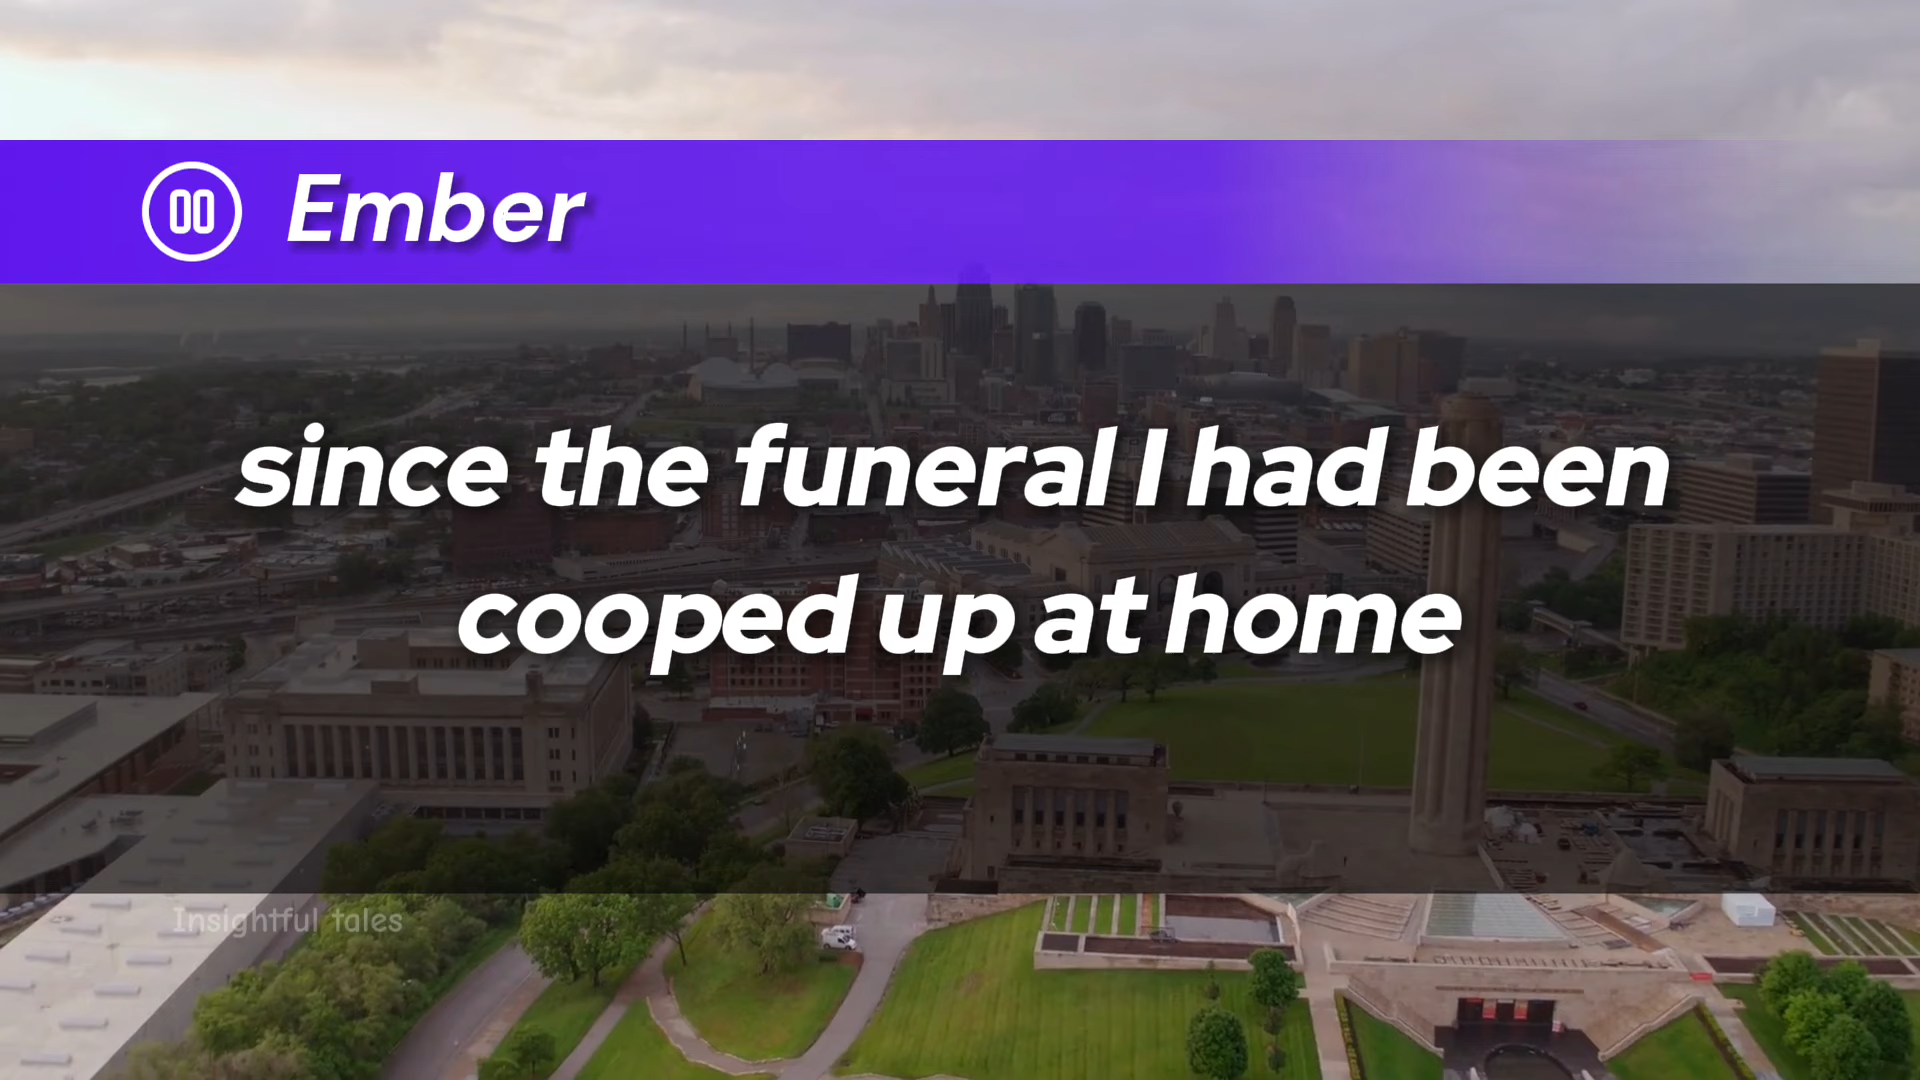 Ember
since the funeral I had been
cooped up at home
Insightful tales